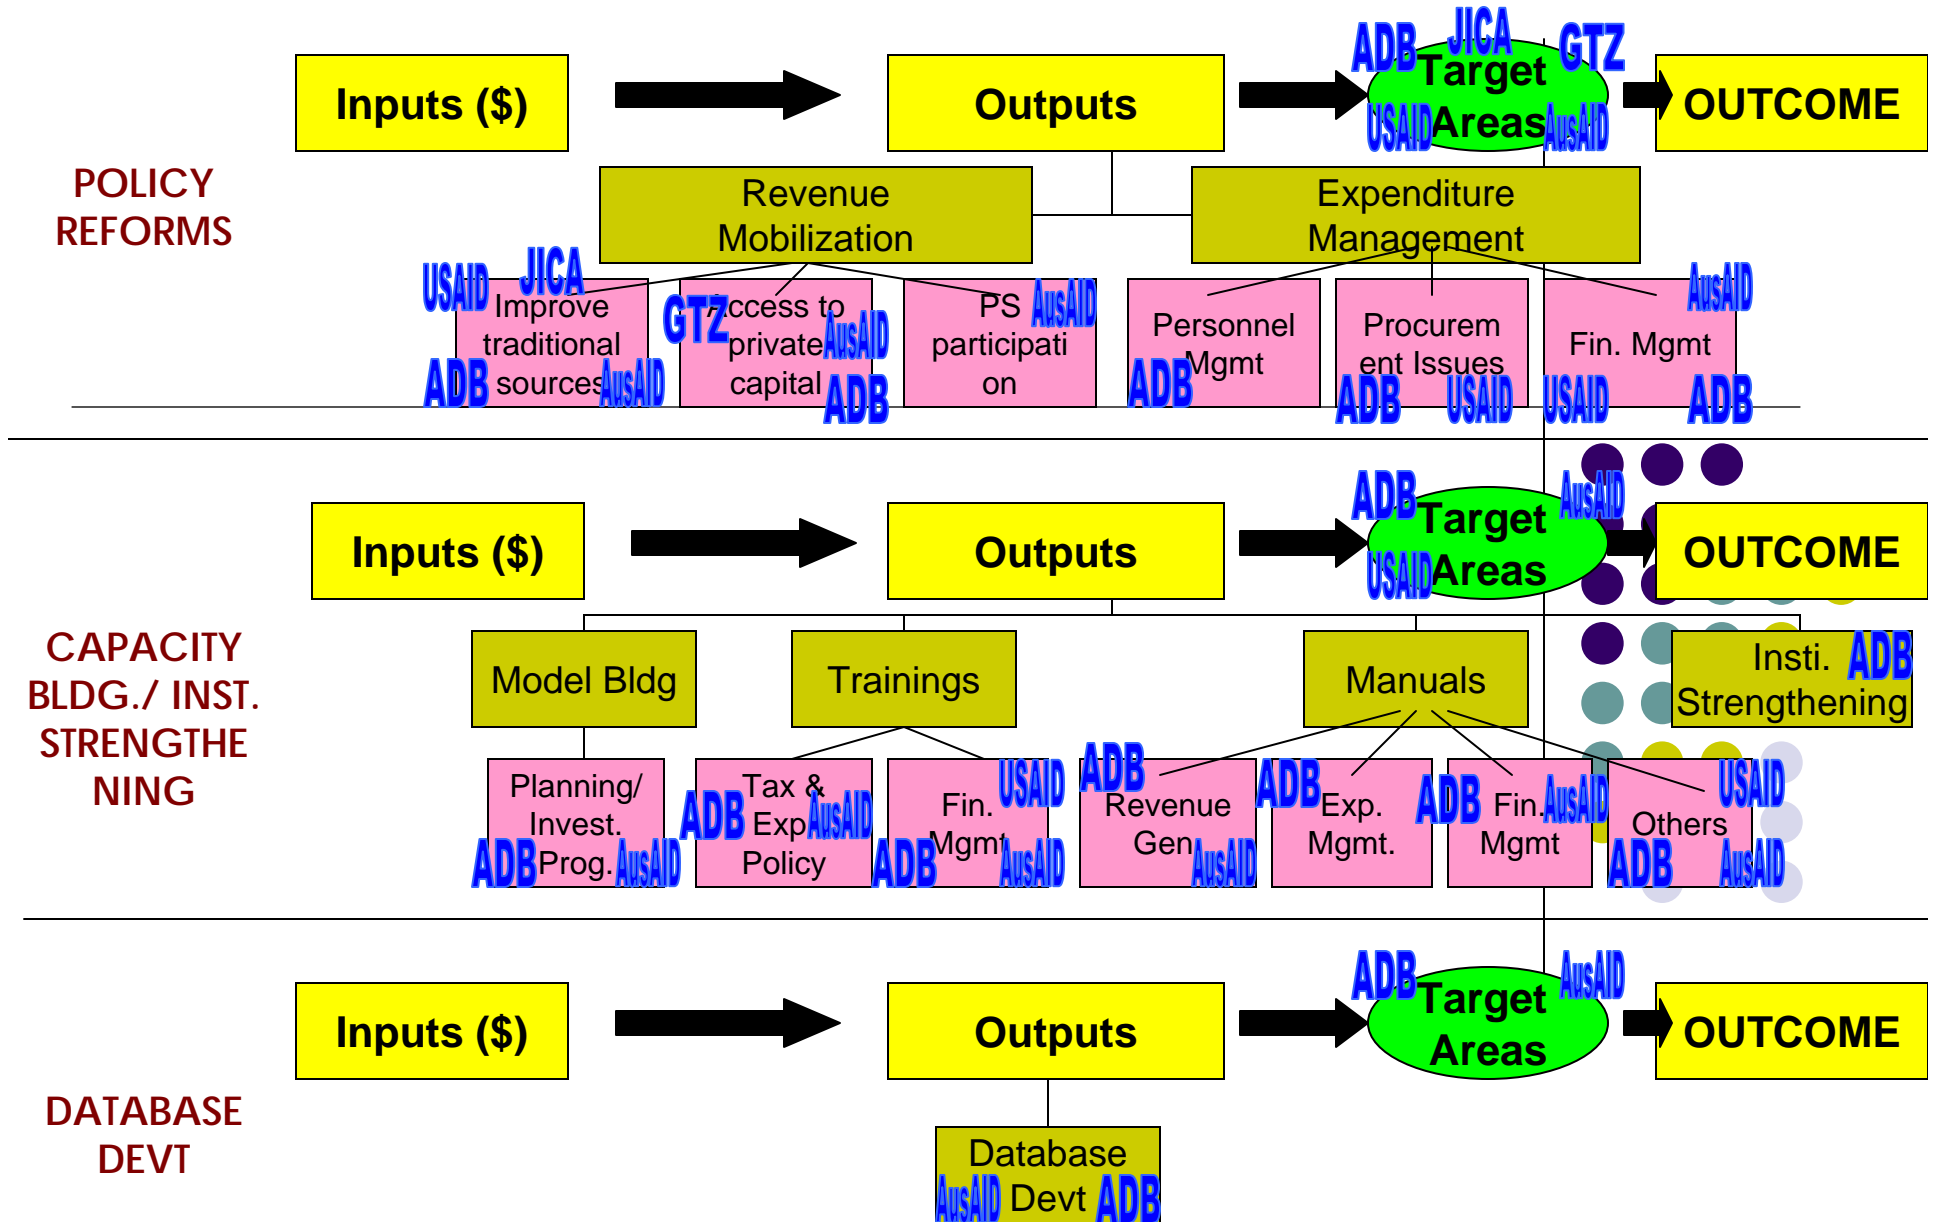 ADB JICA GTZ
Inputs ($)
Outputs
Target
Areas
USAID AusAID
OUTCOME
POLICY
REFORMS
Revenue
Mobilization
Expenditure
Management
USAID JICA
Improve
traditional
sources
ADB AusAID
GTZ
Access to
private
capital
AusAID
ADB
PS
participati
on
AusAID
Personnel
Mgmt
ADB
Procurem
ent Issues
ADB USAID
AusAID
Fin. Mgmt
USAID ADB
Inputs ($)
Outputs
ADB AusAID
Target
Areas
USAID
OUTCOME
CAPACITY
BLDG./ INST.
STRENGTHE
NING
Model Bldg
Trainings
Manuals
Insti.
Strengthening
ADB
Planning/
Invest.
Prog.
ADB AusAID
Tax &
Exp.
Policy
ADB AusAID
USAID
Fin.
Mgmt
ADB AusAID
ADB
Revenue
Gen.
AusAID
ADB
Exp.
Mgmt.
ADB AusAID
Fin.
Mgmt
USAID
Others
ADB AusAID
Inputs ($)
Outputs
ADB AusAID
Target
Areas
OUTCOME
DATABASE
DEVT
Database
Devt
AusAID ADB